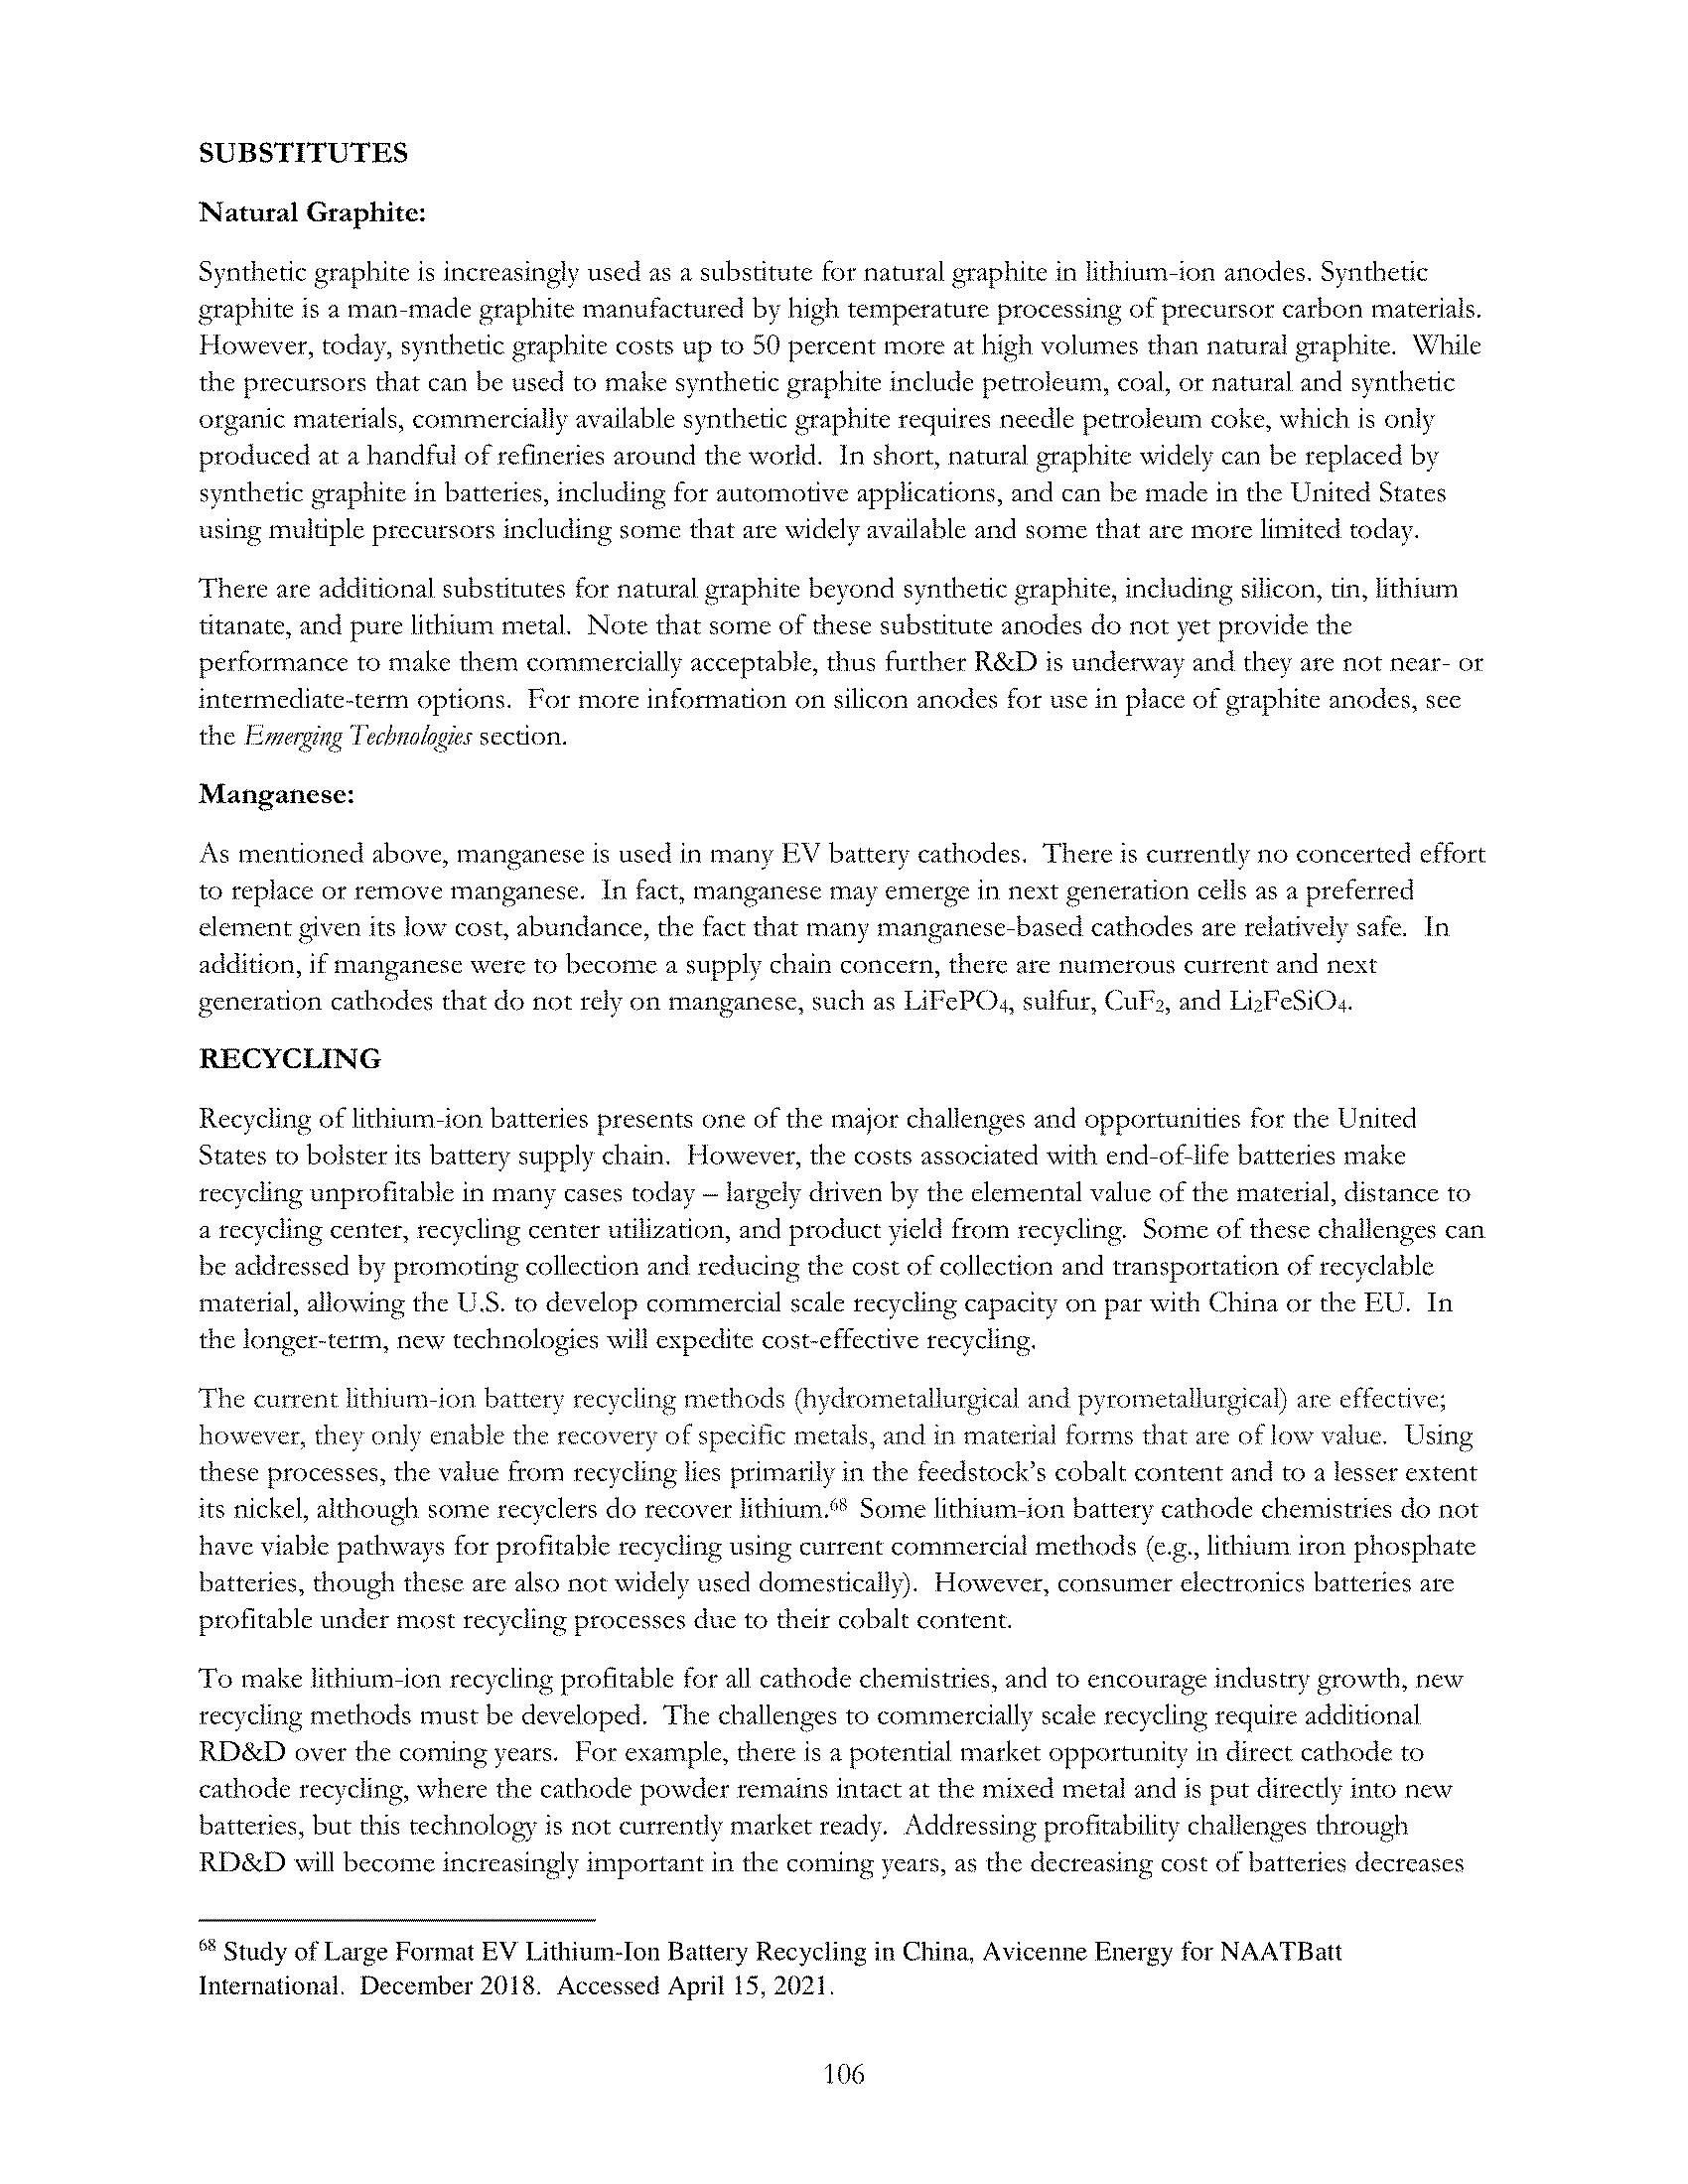 SUBSTITUTES
Natural Graphite:
Synthetic graphite is increasingly used as a substitute for natural graphite in lithium-ion anodes. Synthetic
graphite is a man-made graphite manufactured by high temperature processing of precursor carbon materials.
However, today, synthetic graphite costs up to 50 percent more at high volumes than natural graphite.  While
the precursors that can be used to make synthetic graphite include petroleum, coal, or natural and synthetic
organic materials, commercially available synthetic graphite requires needle petroleum coke, which is only
produced at a handful of refineries around the world.  In short, natural graphite widely can be replaced by
synthetic graphite in batteries, including for automotive applications, and can be made in the United States
using multiple precursors including some that are widely available and some that are more limited today.
There are additional substitutes for natural graphite beyond synthetic graphite, including silicon, tin, lithium
titanate, and pure lithium metal.  Note that some of these substitute anodes do not yet provide the
performance to make them commercially acceptable, thus further R&D is underway and they are not near- or
intermediate-term options.  For more information on silicon anodes for use in place of graphite anodes, see
the Emerging Technologies section.
Manganese:
As mentioned above, manganese is used in many EV battery cathodes.  There is currently no concerted effort
to replace or remove manganese.  In fact, manganese may emerge in next generation cells as a preferred
element given its low cost, abundance, the fact that many manganese-based cathodes are relatively safe.  In
addition, if manganese were to become a supply chain concern, there are numerous current and next
generation cathodes that do not rely on manganese, such as LiFePO₄, sulfur, CuF₂, and Li₂FeSiO₄.
RECYCLING
Recycling of lithium-ion batteries presents one of the major challenges and opportunities for the United
States to bolster its battery supply chain.  However, the costs associated with end-of-life batteries make
recycling unprofitable in many cases today – largely driven by the elemental value of the material, distance to
a recycling center, recycling center utilization, and product yield from recycling.  Some of these challenges can
be addressed by promoting collection and reducing the cost of collection and transportation of recyclable
material, allowing the U.S. to develop commercial scale recycling capacity on par with China or the EU.  In
the longer-term, new technologies will expedite cost-effective recycling.
The current lithium-ion battery recycling methods (hydrometallurgical and pyrometallurgical) are effective;
however, they only enable the recovery of specific metals, and in material forms that are of low value.  Using
these processes, the value from recycling lies primarily in the feedstock's cobalt content and to a lesser extent
its nickel, although some recyclers do recover lithium.⁶⁸  Some lithium-ion battery cathode chemistries do not
have viable pathways for profitable recycling using current commercial methods (e.g., lithium iron phosphate
batteries, though these are also not widely used domestically).  However, consumer electronics batteries are
profitable under most recycling processes due to their cobalt content.
To make lithium-ion recycling profitable for all cathode chemistries, and to encourage industry growth, new
recycling methods must be developed.  The challenges to commercially scale recycling require additional
RD&D over the coming years.  For example, there is a potential market opportunity in direct cathode to
cathode recycling, where the cathode powder remains intact at the mixed metal and is put directly into new
batteries, but this technology is not currently market ready.  Addressing profitability challenges through
RD&D will become increasingly important in the coming years, as the decreasing cost of batteries decreases
⁶⁸ Study of Large Format EV Lithium-Ion Battery Recycling in China, Avicenne Energy for NAATBatt
International.  December 2018.  Accessed April 15, 2021.
106